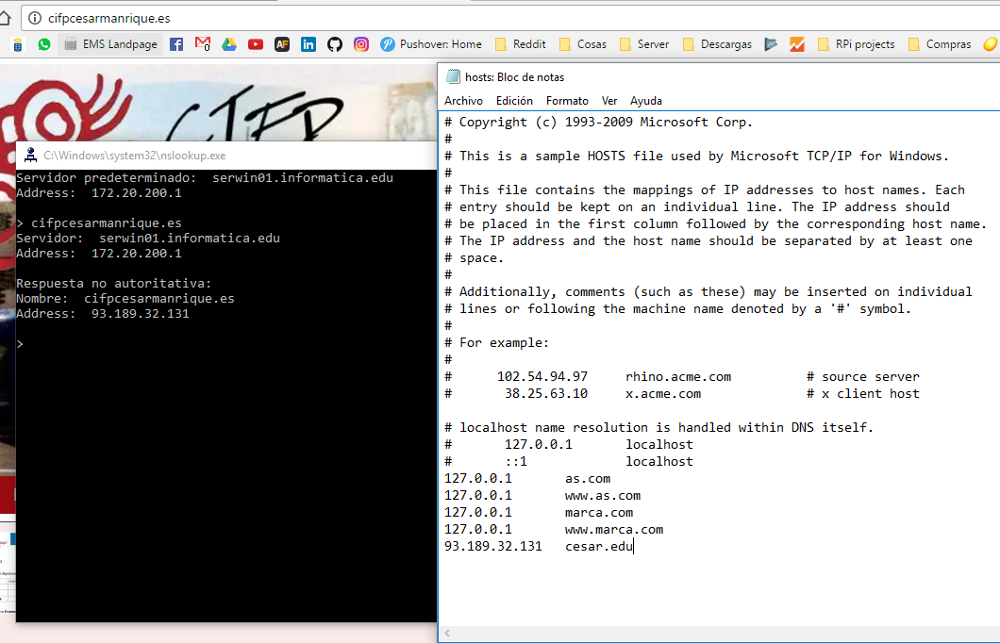 cifpcesarmanrique.es
EMS Landpage
AF
Pushover: Home
Reddit
Cosas
Server
Descargas
RPi projects
Compras
CIFP
C:\Windows\system32\nslookup.exe
Servidor predeterminado:  serwin01.informatica.edu
Address:  172.20.200.1
> cifpcesarmanrique.es
Servidor:  serwin01.informatica.edu
Address:  172.20.200.1
Respuesta no autoritativa:
Nombre:  cifpcesarmanrique.es
Address:  93.189.32.131
>
hosts: Bloc de notas
Archivo Edición Formato Ver Ayuda
# Copyright (c) 1993-2009 Microsoft Corp.
#
# This is a sample HOSTS file used by Microsoft TCP/IP for Windows.
#
# This file contains the mappings of IP addresses to host names. Each
# entry should be kept on an individual line. The IP address should
# be placed in the first column followed by the corresponding host name.
# The IP address and the host name should be separated by at least one
# space.
#
# Additionally, comments (such as these) may be inserted on individual
# lines or following the machine name denoted by a '#' symbol.
#
# For example:
#
#      102.54.94.97     rhino.acme.com          # source server
#       38.25.63.10     x.acme.com              # x client host
# localhost name resolution is handled within DNS itself.
#       127.0.0.1       localhost
#       ::1             localhost
127.0.0.1       as.com
127.0.0.1       www.as.com
127.0.0.1       marca.com
127.0.0.1       www.marca.com
93.189.32.131   cesar.edu